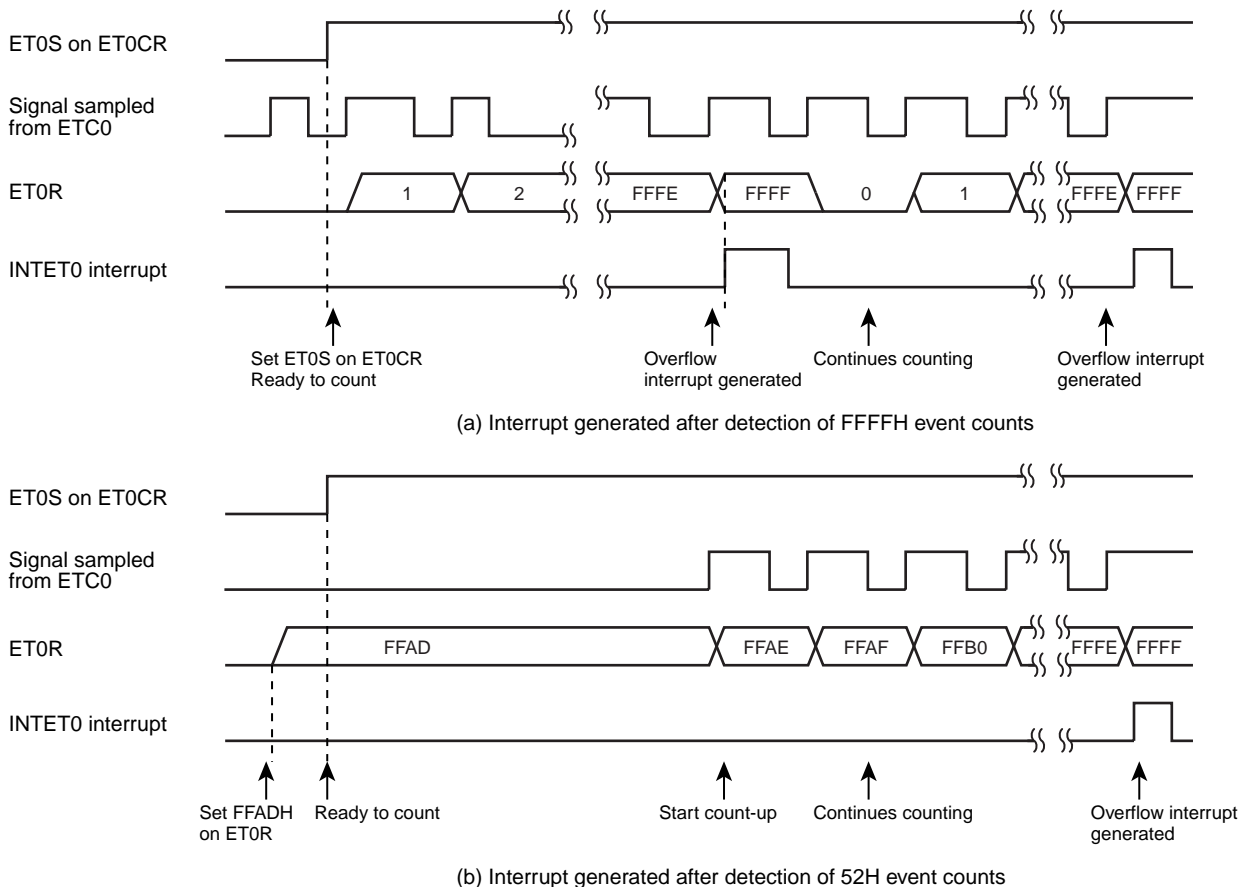 ET0S on ET0CR
Signal sampled
from ETC0
ET0R
1
2
FFFE
FFFF
0
1
FFFE
FFFF
INTET0 interrupt
Set ET0S on ET0CR
Ready to count
Overflow
interrupt generated
Continues counting
Overflow interrupt
generated
(a) Interrupt generated after detection of FFFFH event counts
ET0S on ET0CR
Signal sampled
from ETC0
ET0R
FFAD
FFAE
FFAF
FFB0
FFFE
FFFF
INTET0 interrupt
Set FFADH
on ET0R
Ready to count
Start count-up
Continues counting
Overflow interrupt
generated
(b) Interrupt generated after detection of 52H event counts